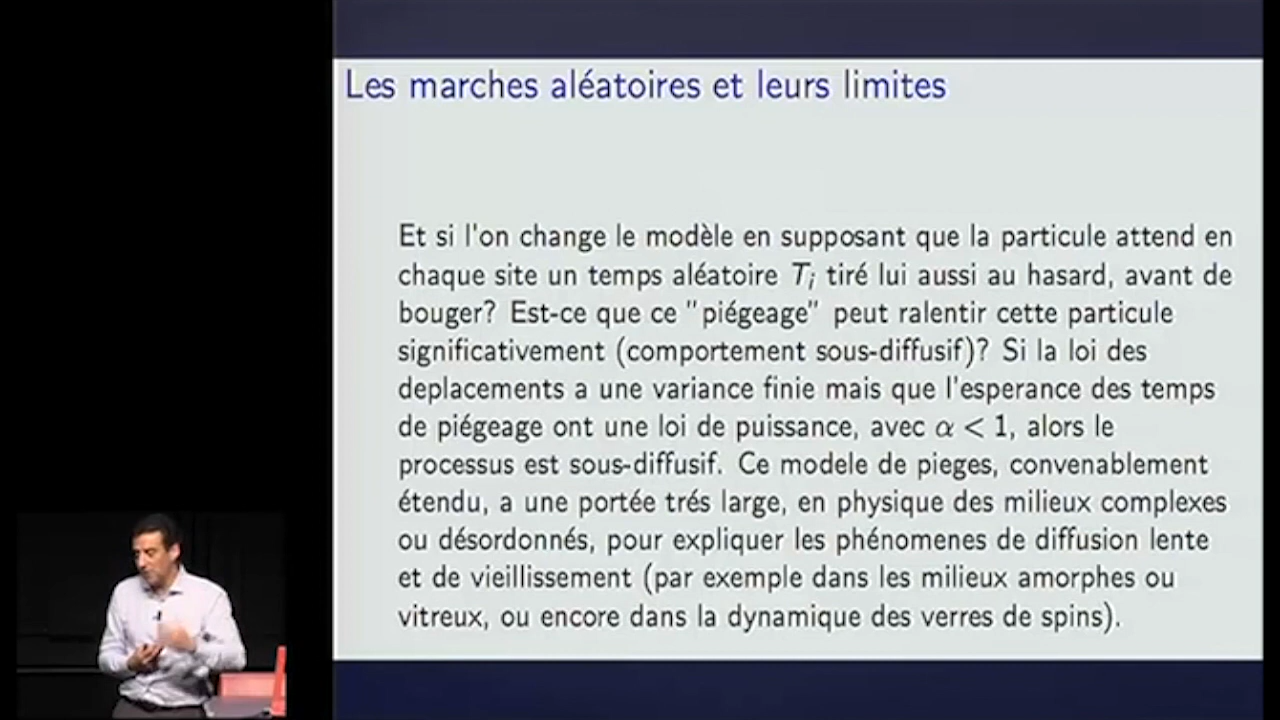 Les marches aléatoires et leurs limites
Et si l'on change le modèle en supposant que la particule attend en
chaque site un temps aléatoire Ti tiré lui aussi au hasard, avant de
bouger? Est-ce que ce "piégeage" peut ralentir cette particule
significativement (comportement sous-diffusif)? Si la loi des
deplacements a une variance finie mais que l'esperance des temps
de piégeage ont une loi de puissance, avec α < 1, alors le
processus est sous-diffusif. Ce modele de pieges, convenablement
étendu, a une portée trés large, en physique des milieux complexes
ou désordonnés, pour expliquer les phénomenes de diffusion lente
et de vieillissement (par exemple dans les milieux amorphes ou
vitreux, ou encore dans la dynamique des verres de spins).